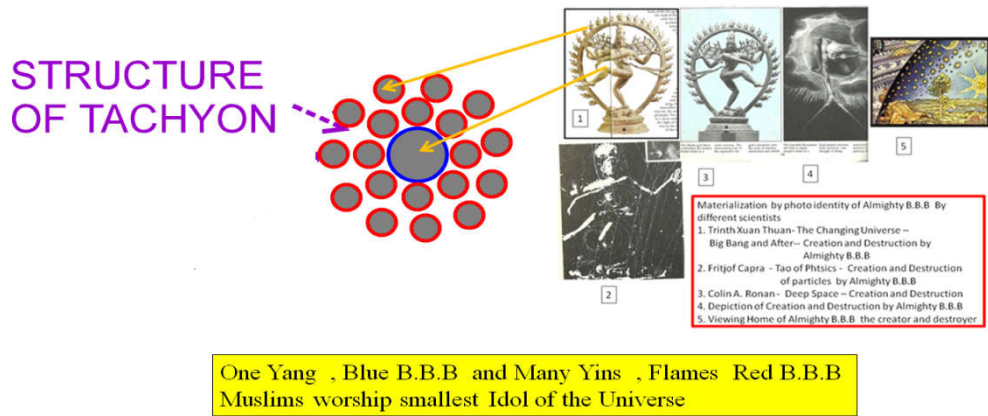 STRUCTURE
OF TACHYON
1
2
3
4
5
Materialization by photo identity of Almighty B.B.B By
different scientists
1. Trinth Xuan Thuan- The Changing Universe –
Big Bang and After-- Creation and Destruction by
Almighty B.B.B
2. Fritjof Capra - Tao of Phtsics - Creation and Destruction
of particles by Almighty B.B.B
3. Colin A. Ronan - Deep Space – Creation and Destruction
4. Depiction of Creation and Destruction by Almighty B.B.B
5. Viewing Home of Almighty B.B.B the creator and destroyer
One Yang , Blue B.B.B and Many Yins , Flames Red B.B.B
Muslims worship smallest Idol of the Universe